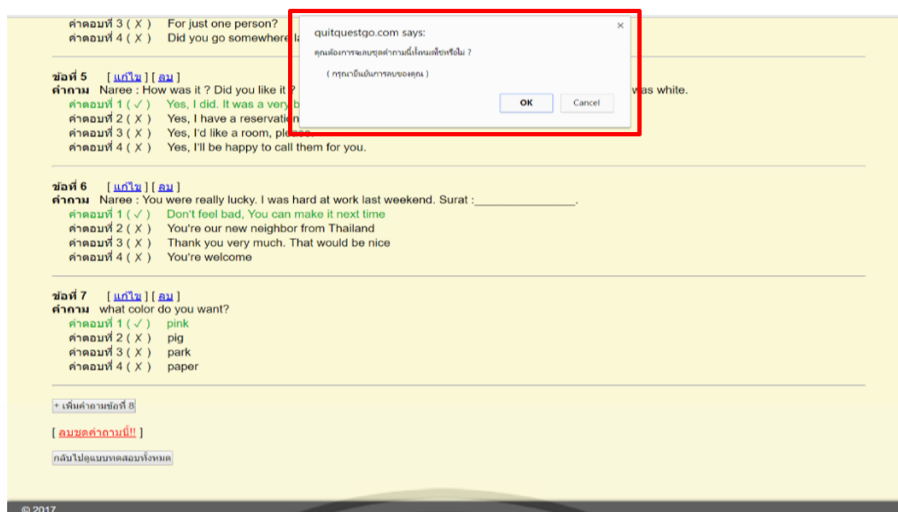 คำตอบที่ 3 ( X ) For just one person?
คำตอบที่ 4 ( X ) Did you go somewhere la
quitquestgo.com says:
×
คุณต้องการจะลบชุดคำถามนี้ทั้งหมดใช่หรือไม่ ?
( กรุณายืนยันการลบของคุณ )
OK Cancel
ข้อที่ 5 [ แก้ไข ] [ ลบ ]
คำถาม Naree : How was it ? Did you like it ? was white.
คำตอบที่ 1 ( ✓ ) Yes, I did. It was a very b
คำตอบที่ 2 ( X ) Yes, I have a reservation
คำตอบที่ 3 ( X ) Yes, I'd like a room, please.
คำตอบที่ 4 ( X ) Yes, I'll be happy to call them for you.
ข้อที่ 6 [ แก้ไข ] [ ลบ ]
คำถาม Naree : You were really lucky. I was hard at work last weekend. Surat :________________.
คำตอบที่ 1 ( ✓ ) Don't feel bad, You can make it next time
คำตอบที่ 2 ( X ) You're our new neighbor from Thailand
คำตอบที่ 3 ( X ) Thank you very much. That would be nice
คำตอบที่ 4 ( X ) You're welcome
ข้อที่ 7 [ แก้ไข ] [ ลบ ]
คำถาม what color do you want?
คำตอบที่ 1 ( ✓ ) pink
คำตอบที่ 2 ( X ) pig
คำตอบที่ 3 ( X ) park
คำตอบที่ 4 ( X ) paper
+ เพิ่มคำถามข้อที่ 8
[ ลบชุดคำถามนี้!! ]
กลับไปดูแบบทดสอบทั้งหมด
© 2017